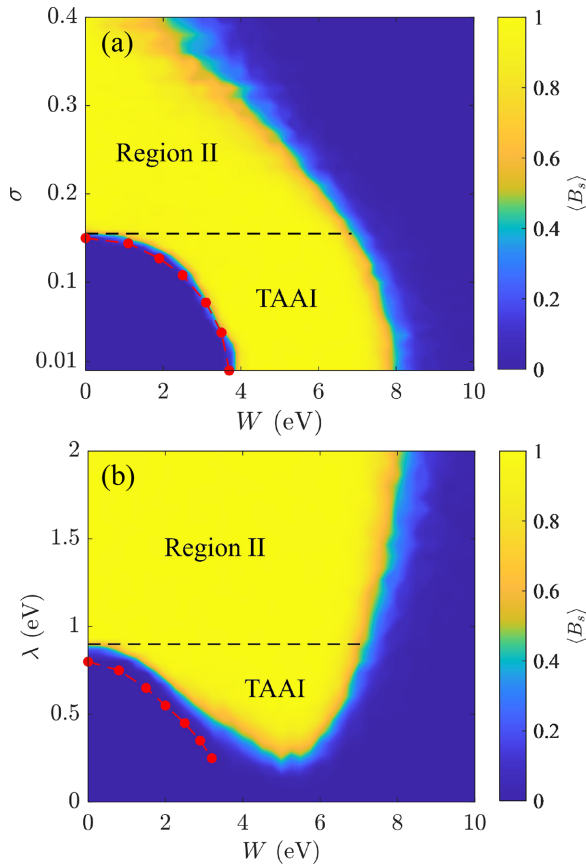 (a)
0.4
0.3
0.2
0.1
0.01
σ
Region II
TAAI
0 2 4 6 8 10
W (eV)
1
0.8
0.6
0.4
0.2
0
⟨B_s⟩
(b)
2
1.5
1
0.5
0
λ (eV)
Region II
TAAI
0 2 4 6 8 10
W (eV)
1
0.8
0.6
0.4
0.2
0
⟨B_s⟩